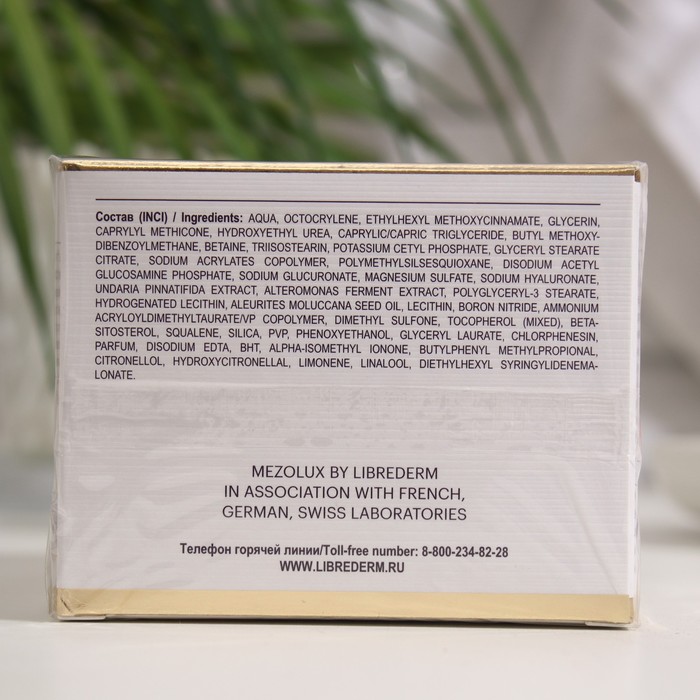 Состав (INCI) / Ingredients: AQUA, OCTOCRYLENE, ETHYLHEXYL METHOXYCINNAMATE, GLYCERIN,
CAPRYLYL METHICONE, HYDROXYETHYL UREA, CAPRYLIC/CAPRIC TRIGLYCERIDE, BUTYL METHOXY-
DIBENZOYLMETHANE, BETAINE, TRIISOSTEARIN, POTASSIUM CETYL PHOSPHATE, GLYCERYL STEARATE
CITRATE, SODIUM ACRYLATES COPOLYMER, POLYMETHYLSILSESQUIOXANE, DISODIUM ACETYL
GLUCOSAMINE PHOSPHATE, SODIUM GLUCURONATE, MAGNESIUM SULFATE, SODIUM HYALURONATE,
UNDARIA PINNATIFIDA EXTRACT, ALTEROMONAS FERMENT EXTRACT, POLYGLYCERYL-3 STEARATE,
HYDROGENATED LECITHIN, ALEURITES MOLUCCANA SEED OIL, LECITHIN, BORON NITRIDE, AMMONIUM
ACRYLOYLDIMETHYLTAURATE/VP COPOLYMER, DIMETHYL SULFONE, TOCOPHEROL (MIXED), BETA-
SITOSTEROL, SQUALENE, SILICA, PVP, PHENOXYETHANOL, GLYCERYL LAURATE, CHLORPHENESIN,
PARFUM, DISODIUM EDTA, BHT, ALPHA-ISOMETHYL IONONE, BUTYLPHENYL METHYLPROPIONAL,
CITRONELLOL, HYDROXYCITRONELLAL, LIMONENE, LINALOOL, DIETHYLHEXYL SYRINGYLIDENEMA-
LONATE.
MEZOLUX BY LIBREDERM
IN ASSOCIATION WITH FRENCH,
GERMAN, SWISS LABORATORIES
Телефон горячей линии/Toll-free number: 8-800-234-82-28
WWW.LIBREDERM.RU